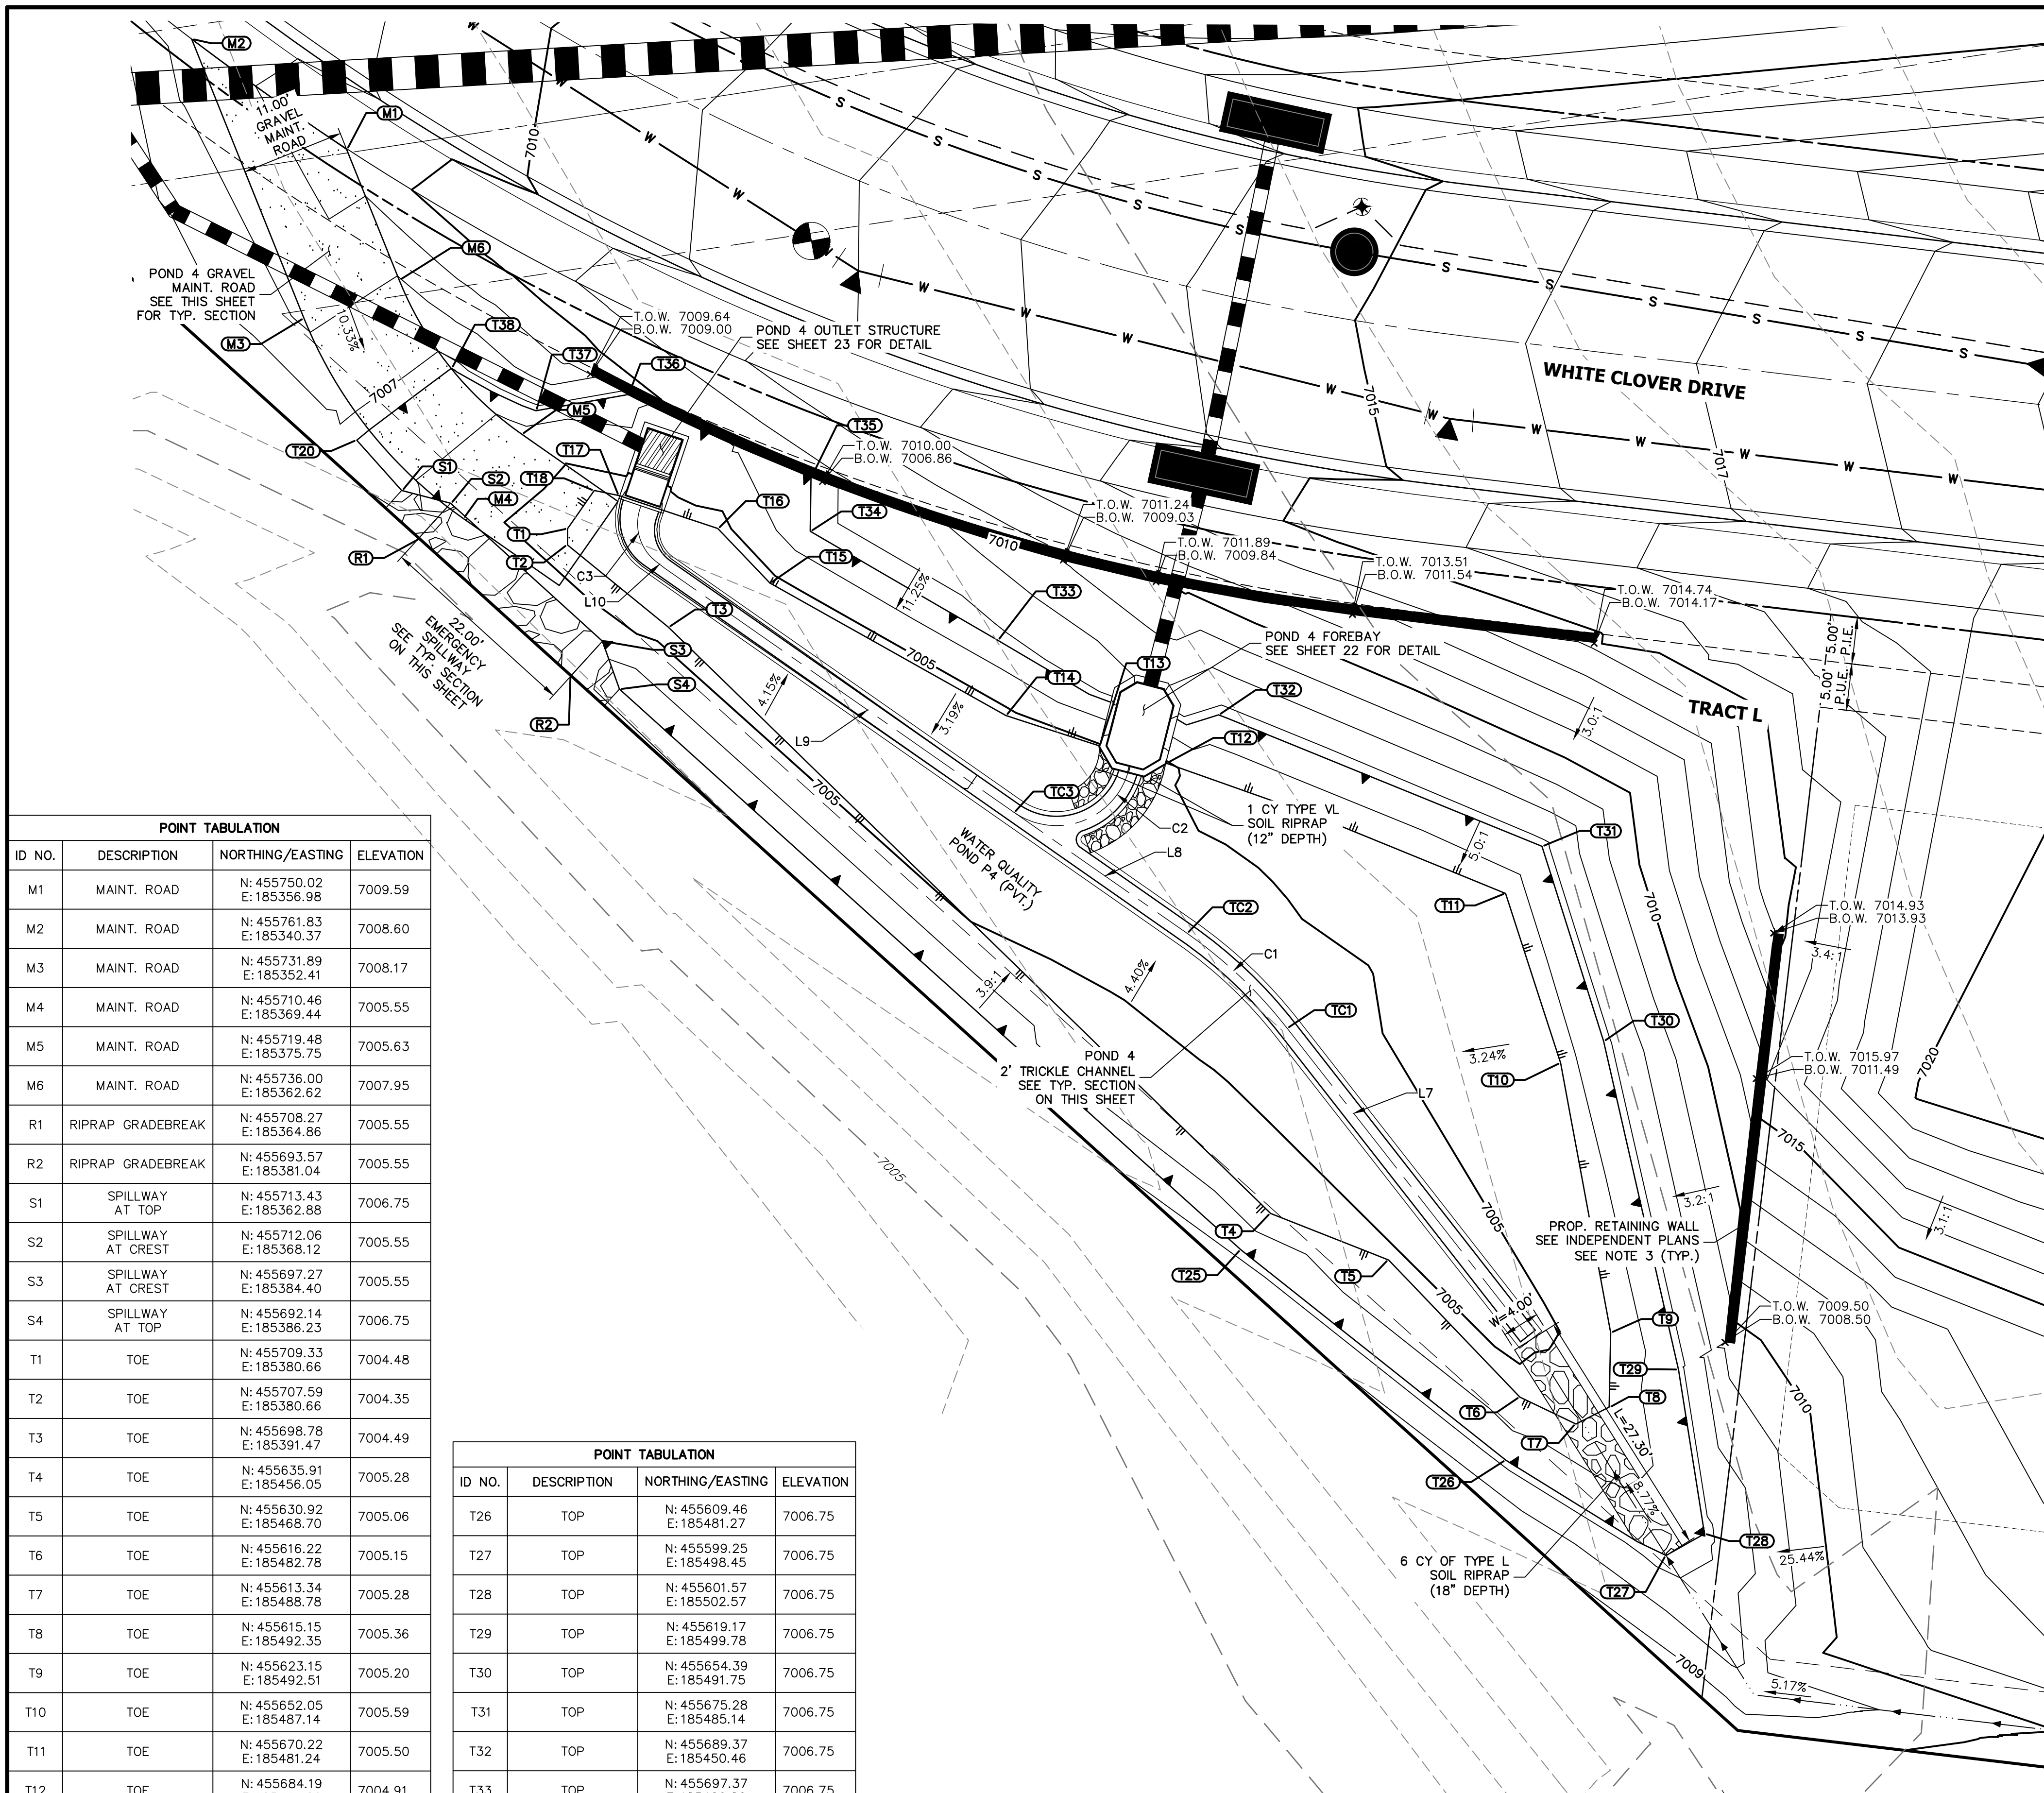 M2
11.00'
GRAVEL
MAINT.
ROAD
M1
7010
W
W
W
W
W
W
W
W
W
W
W
W
S
S
S
S
S
S
S
S
S
S
M6
POND 4 GRAVEL
MAINT. ROAD
SEE THIS SHEET
FOR TYP. SECTION
M3
10.33%
T38
T.O.W. 7009.64
B.O.W. 7009.00
POND 4 OUTLET STRUCTURE
SEE SHEET 23 FOR DETAIL
T37
T36
7007
M5
T35
T.O.W. 7010.00
B.O.W. 7006.86
WHITE CLOVER DRIVE
7015
7017
T20
S1
T17
S2
T18
M4
T16
T34
T.O.W. 7011.24
B.O.W. 7009.03
7010
T.O.W. 7011.89
B.O.W. 7009.84
T.O.W. 7013.51
B.O.W. 7011.54
T.O.W. 7014.74
B.O.W. 7014.17
R1
T1
T2
C3
L10
T15
11.25%
T33
T3
22.00'
EMERGENCY
SPILLWAY
SEE TYP. SECTION
ON THIS SHEET
S3
S4
R2
7005
4.15%
3.19%
L9
T14
T13
POND 4 FOREBAY
SEE SHEET 22 FOR DETAIL
T32
T12
5.00'
P.U.E.
5.00'
P.I.E.
3.0:1
TRACT L
7005
TC3
WATER QUALITY
POND P4 (PVT.)
C2
L8
1 CY TYPE VL
SOIL RIPRAP
(12" DEPTH)
5.0:1
T31
T11
7010
TC2
C1
3.9:1
4.40%
TC1
T30
T.O.W. 7014.93
B.O.W. 7013.93
3.4:1
POND 4
2' TRICKLE CHANNEL
SEE TYP. SECTION
ON THIS SHEET
3.24%
T10
L7
T.O.W. 7015.97
B.O.W. 7011.49
7020
7015
7005
3.2:1
3.1:1
PROP. RETAINING WALL
SEE INDEPENDENT PLANS
SEE NOTE 3 (TYP.)
T4
T25
T5
7005
7005
W=4.00'
T9
T.O.W. 7009.50
B.O.W. 7008.50
T29
T8
T6
T7
L=27.30'
7010
T26
8.77%
T28
25.44%
6 CY OF TYPE L
SOIL RIPRAP
(18" DEPTH)
T27
7009
5.17%
POINT TABULATION
ID NO. DESCRIPTION NORTHING/EASTING ELEVATION
M1 MAINT. ROAD N: 455750.02 E: 185356.98 7009.59
M2 MAINT. ROAD N: 455761.83 E: 185340.37 7008.60
M3 MAINT. ROAD N: 455731.89 E: 185352.41 7008.17
M4 MAINT. ROAD N: 455710.46 E: 185369.44 7005.55
M5 MAINT. ROAD N: 455719.48 E: 185375.75 7005.63
M6 MAINT. ROAD N: 455736.00 E: 185362.62 7007.95
R1 RIPRAP GRADEBREAK N: 455708.27 E: 185364.86 7005.55
R2 RIPRAP GRADEBREAK N: 455693.57 E: 185381.04 7005.55
S1 SPILLWAY AT TOP N: 455713.43 E: 185362.88 7006.75
S2 SPILLWAY AT CREST N: 455712.06 E: 185368.12 7005.55
S3 SPILLWAY AT CREST N: 455697.27 E: 185384.40 7005.55
S4 SPILLWAY AT TOP N: 455692.14 E: 185386.23 7006.75
T1 TOE N: 455709.33 E: 185380.66 7004.48
T2 TOE N: 455707.59 E: 185380.66 7004.35
T3 TOE N: 455698.78 E: 185391.47 7004.49
T4 TOE N: 455635.91 E: 185456.05 7005.28
T5 TOE N: 455630.92 E: 185468.70 7005.06
T6 TOE N: 455616.22 E: 185482.78 7005.15
T7 TOE N: 455613.34 E: 185488.78 7005.28
T8 TOE N: 455615.15 E: 185492.35 7005.36
T9 TOE N: 455623.15 E: 185492.51 7005.20
T10 TOE N: 455652.05 E: 185487.14 7005.59
T11 TOE N: 455670.22 E: 185481.24 7005.50
T12 TOE N: 455684.19 7004.91
POINT TABULATION
ID NO. DESCRIPTION NORTHING/EASTING ELEVATION
T26 TOP N: 455609.46 E: 185481.27 7006.75
T27 TOP N: 455599.25 E: 185498.45 7006.75
T28 TOP N: 455601.57 E: 185502.57 7006.75
T29 TOP N: 455619.17 E: 185499.78 7006.75
T30 TOP N: 455654.39 E: 185491.75 7006.75
T31 TOP N: 455675.28 E: 185485.14 7006.75
T32 TOP N: 455689.37 E: 185450.46 7006.75
T33 TOP N: 455697.37 7006.75